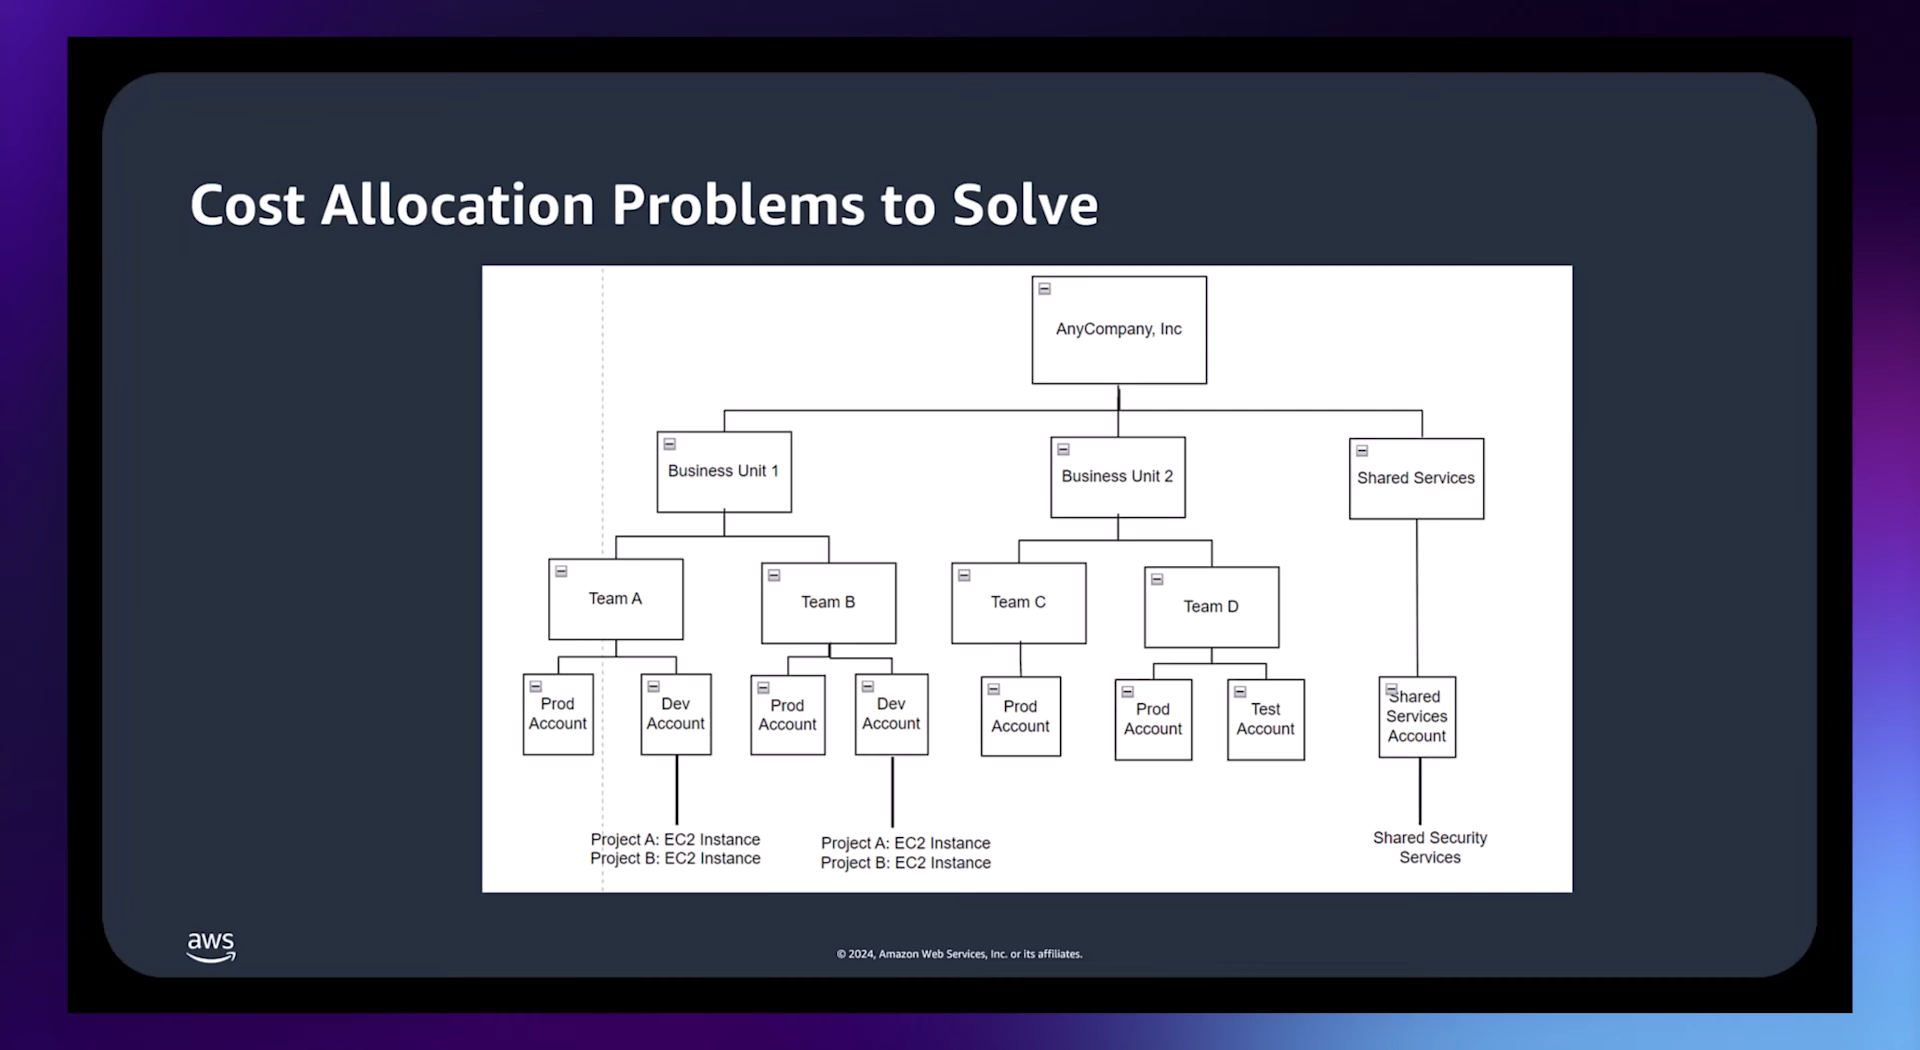 Cost Allocation Problems to Solve
AnyCompany, Inc
Business Unit 1
Business Unit 2
Shared Services
Team A
Team B
Team C
Team D
Prod
Account
Dev
Account
Prod
Account
Dev
Account
Prod
Account
Prod
Account
Test
Account
Shared
Services
Account
Project A: EC2 Instance
Project B: EC2 Instance
Project A: EC2 Instance
Project B: EC2 Instance
Shared Security
Services
aws
© 2024, Amazon Web Services, Inc. or its affiliates.